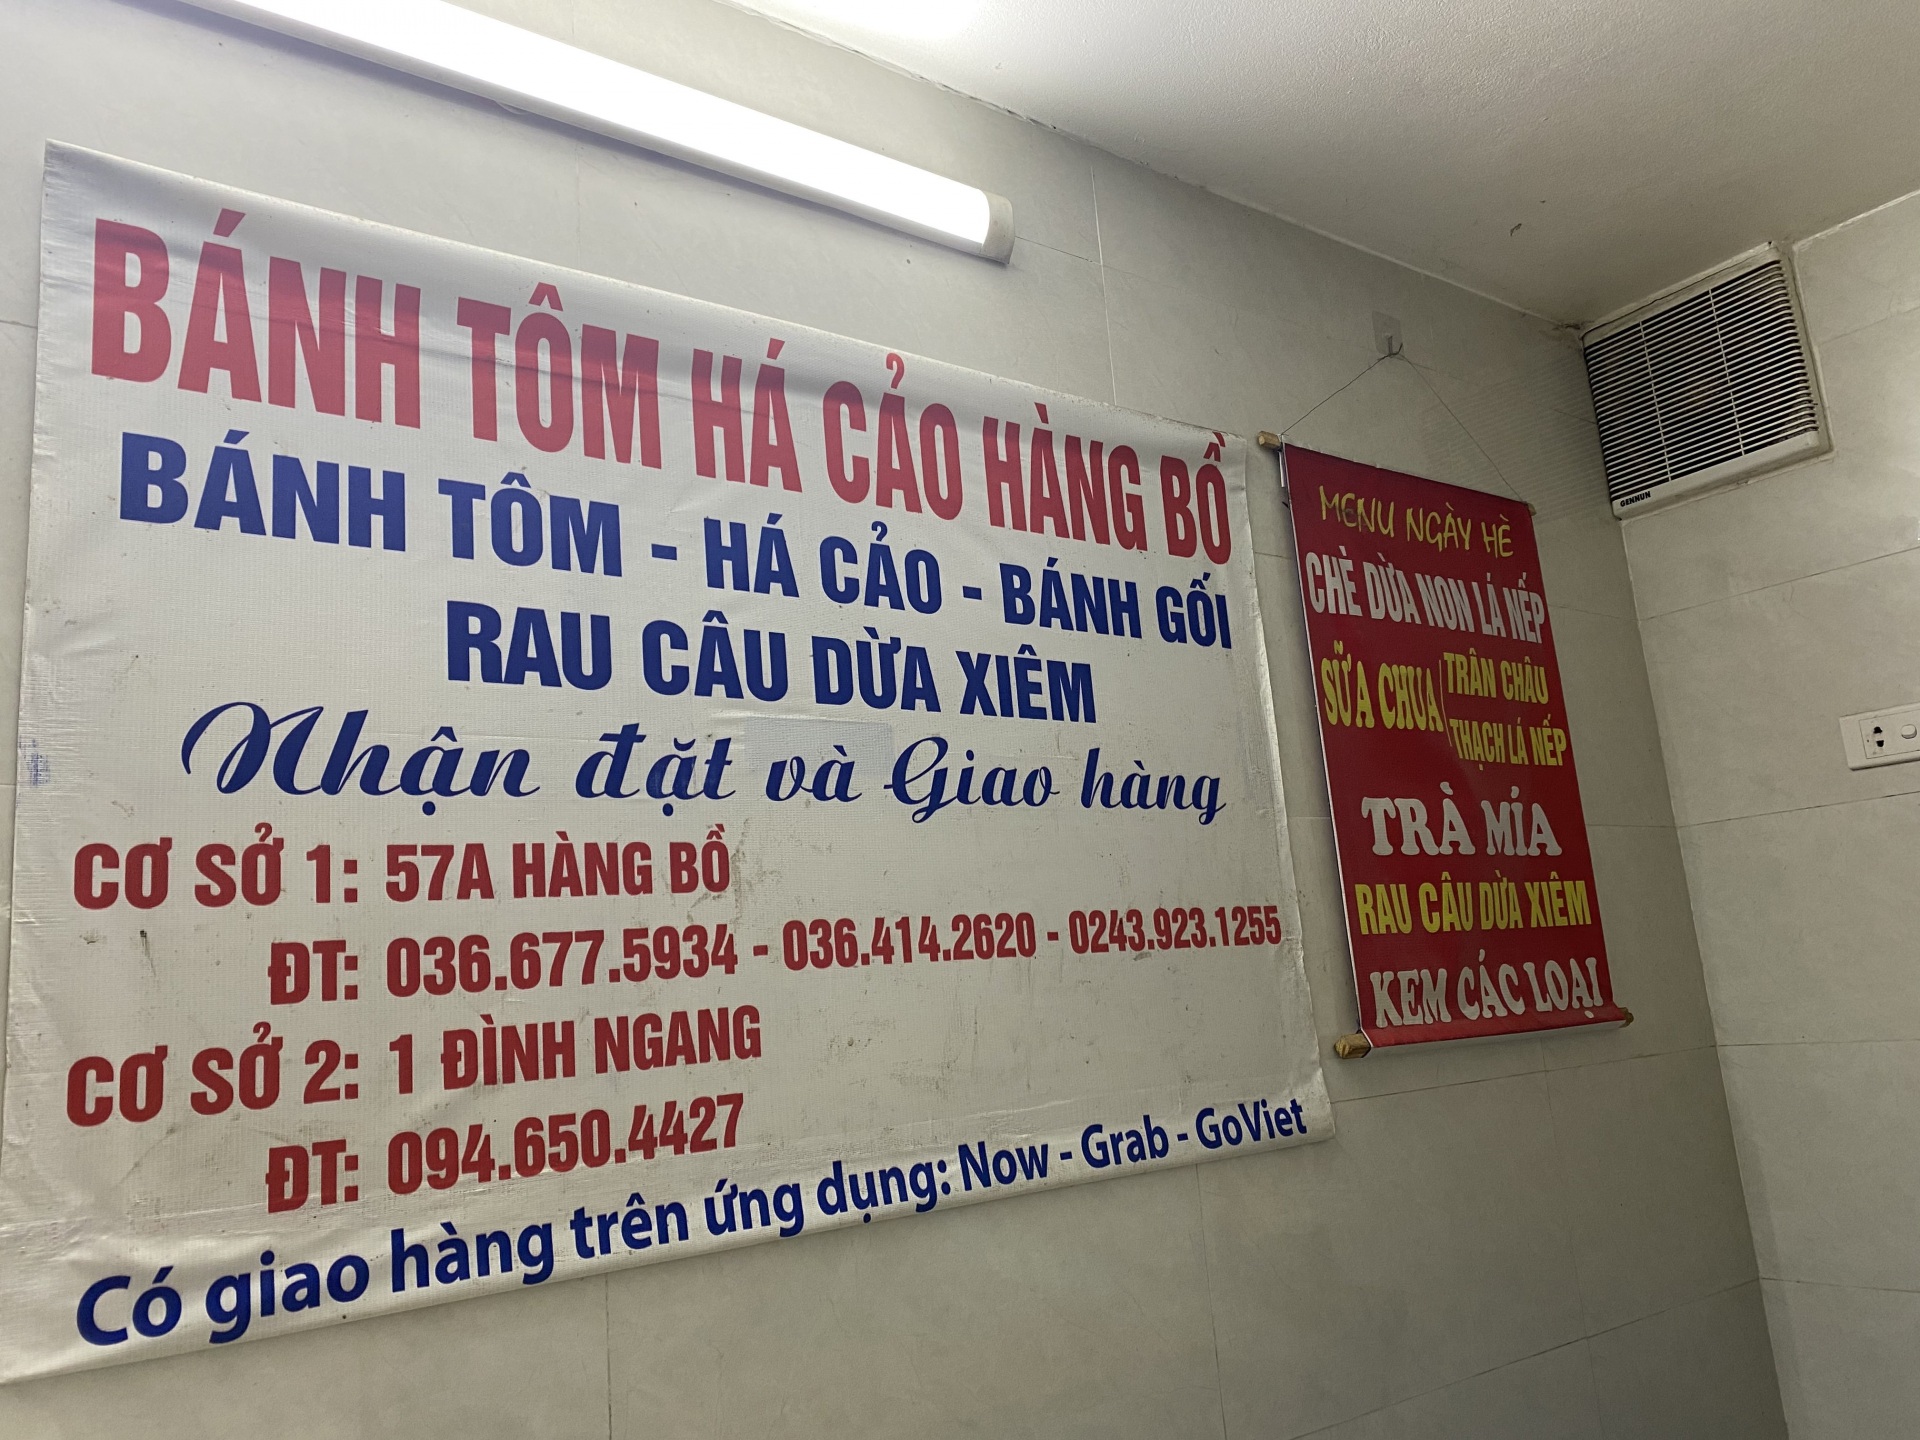 BÁNH TÔM HÁ CẢO HÀNG BỒ
BÁNH TÔM - HÁ CẢO - BÁNH GỐI
RAU CÂU DỪA XIÊM
Nhận đặt và Giao hàng
CƠ SỞ 1: 57A HÀNG BỒ
ĐT: 036.677.5934 - 036.414.2620 - 0243.923.1255
CƠ SỞ 2: 1 ĐÌNH NGANG
ĐT: 094.650.4427
Có giao hàng trên ứng dụng: Now - Grab - GoViet
MENU NGÀY HÈ
CHÈ DỪA NON LÁ NẾP
SỮA CHUA
TRÂN CHÂU
THẠCH LÁ NẾP
TRÀ MÍA
RAU CÂU DỪA XIÊM
KEM CÁC LOẠI
GENNUN